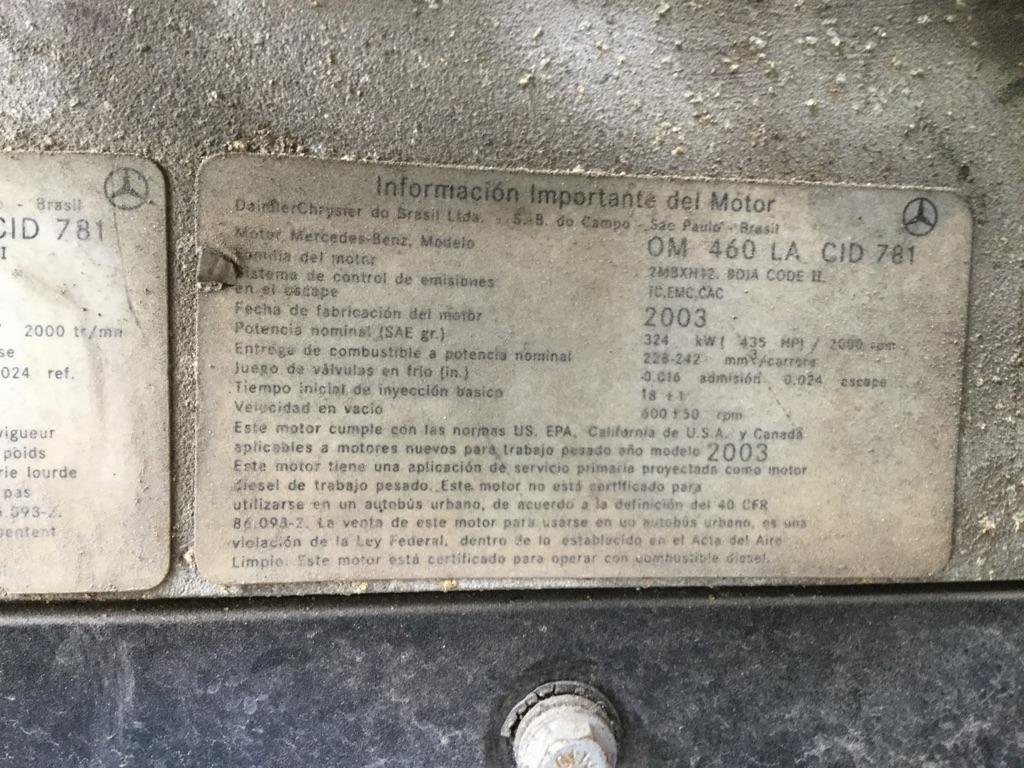 - Brasil
CID 781
2000 tr/mn
024 ref.
vigueur
poids
rie lourde
pas
Información Importante del Motor
DaimlerChrysler do Brasil Ltda. - S. B. do Campo - Sao Paulo - Brasil
Motor Mercedes-Benz, Modelo OM 460 LA CID 781
Familia del motor 2MBXH12. 8DJA CODE II
Sistema de control de emisiones
en el escape TC,EMC,CAC
Fecha de fabricación del motor 2003
Potencia nominal (SAE gr.) 324 kW ( 435 HP) / 2000 rpm
Entrega de combustible a potencia nominal 228-242 mm³/carrera
Juego de válvulas en frio (in.) 0.016 admisión 0.024 escape
Tiempo inicial de inyección basico 18 ±1
Velocidad en vacio 600 ±50 rpm
Este motor cumple con las normas US. EPA, California de U.S.A. y Canadá
aplicables a motores nuevos para trabajo pesado año modelo 2003
Este motor tiene una aplicación de servicio primaria proyectada como motor
diesel de trabajo pesado. Este motor no está certificado para
utilizarse en un autobús urbano, de acuerdo a la definición del 40 CFR
86.093-2. La venta de este motor para usarse en un autobús urbano, es una
violación de la Ley Federal, dentro de lo establecido en el Acta del Aire
Limpio. Este motor está certificado para operar con combustible diesel.